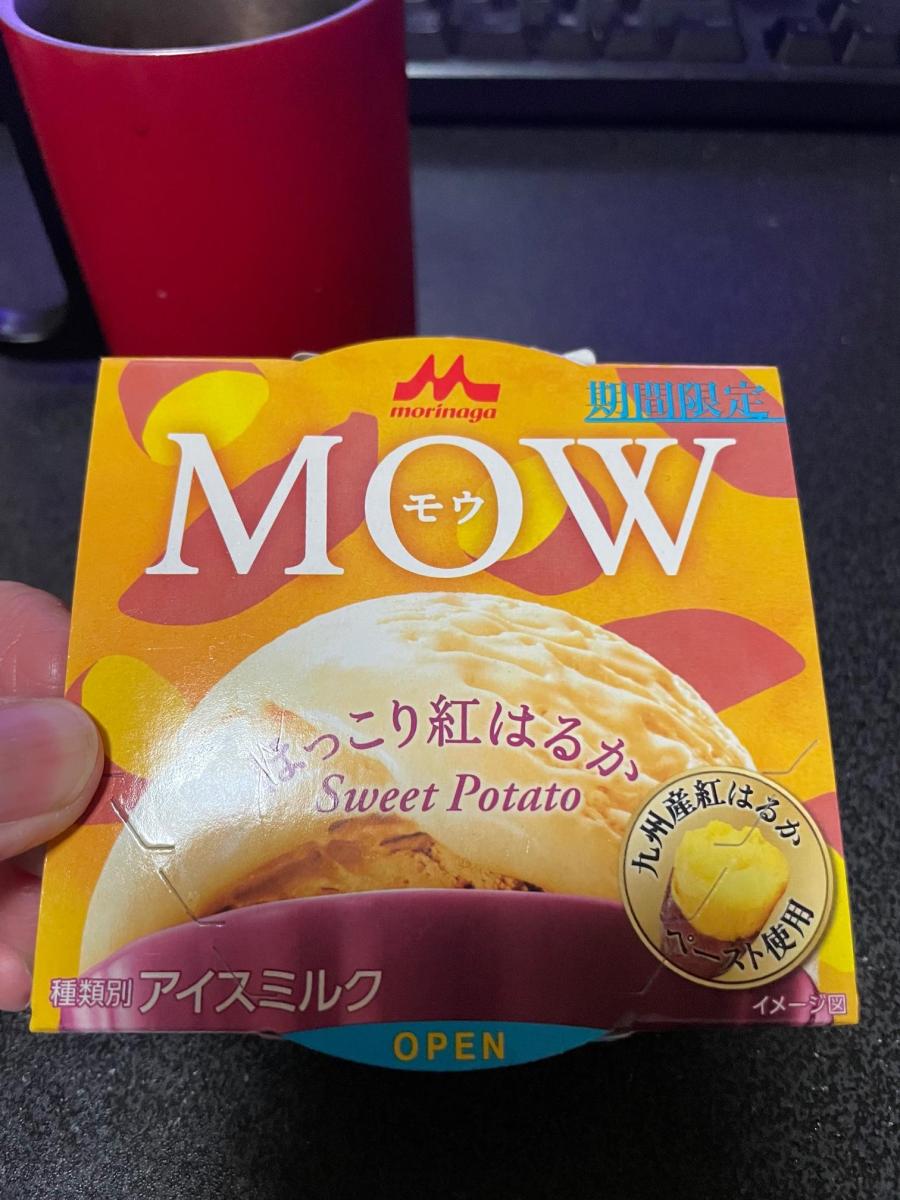 morinaga
期間限定
MOW
モウ
ほっこり紅はるか
Sweet Potato
九州産紅はるか
ペースト使用
種類別 アイスミルク
イメージ図
OPEN